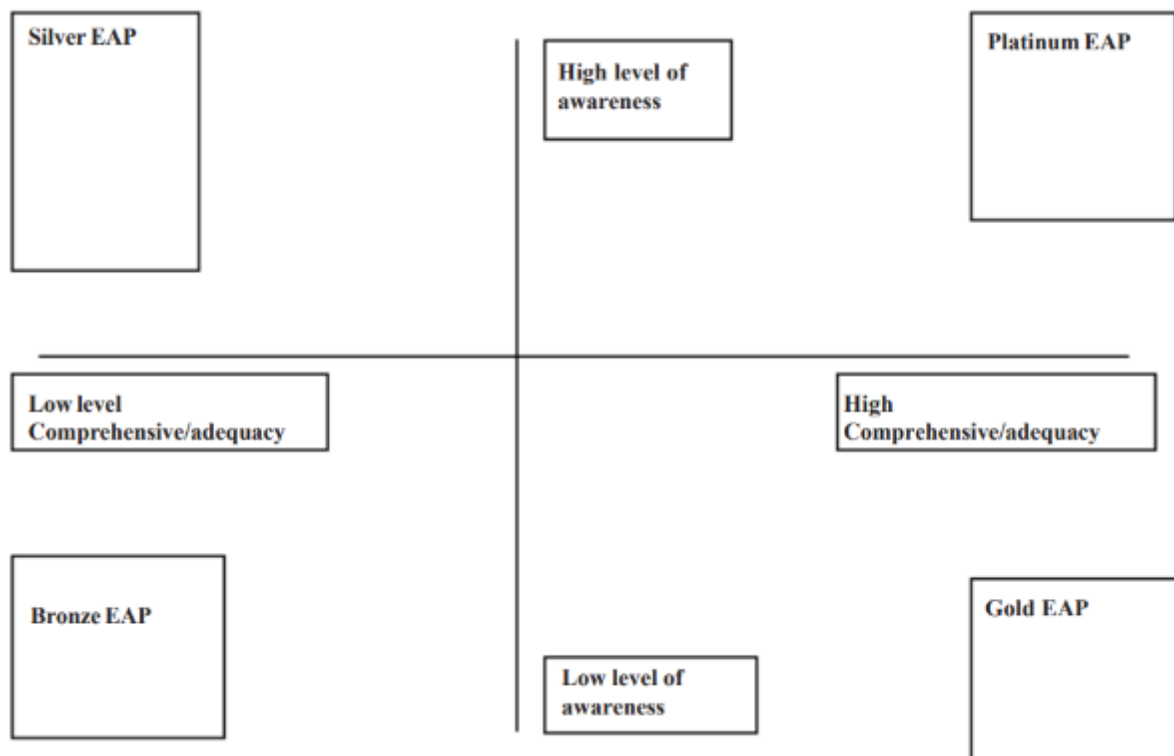 Silver EAP
High level of
awareness
Platinum EAP
Low level
Comprehensive/adequacy
High
Comprehensive/adequacy
Bronze EAP
Low level of
awareness
Gold EAP